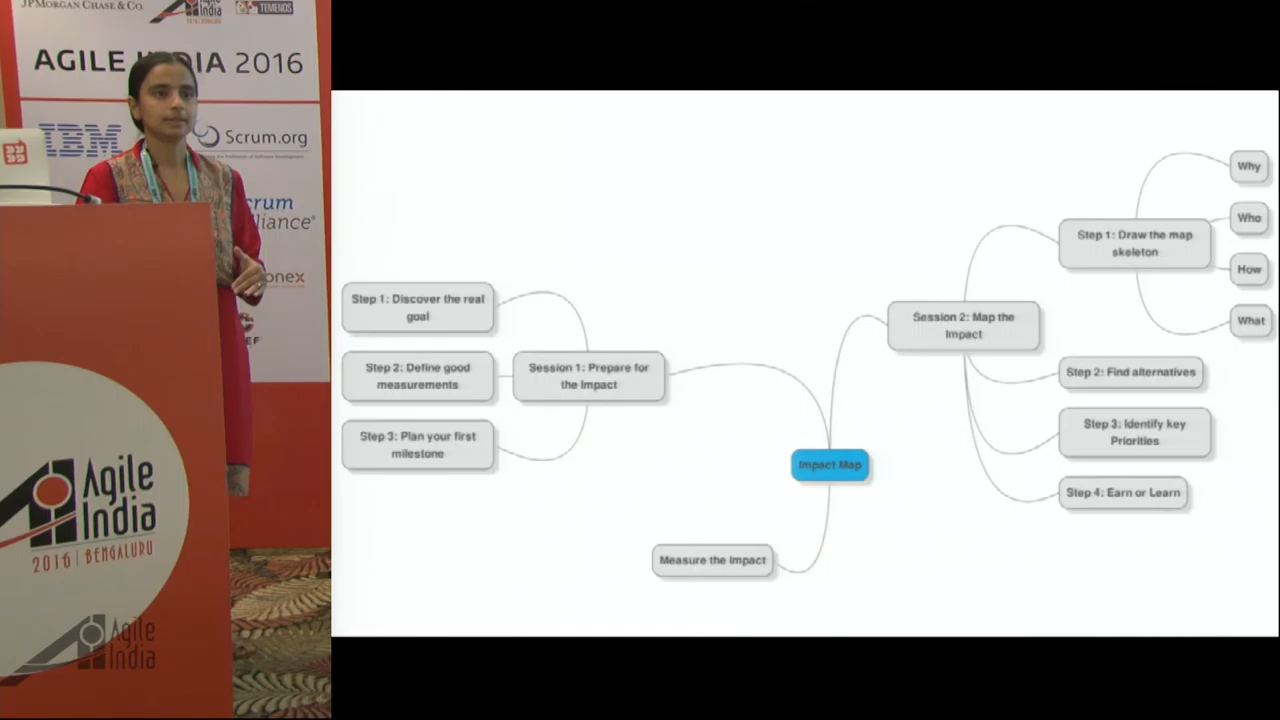 JPMORGAN CHASE & CO.
Agile
India
TEMENOS
AGILE INDIA 2016
IBM
Scrum.org
Agile
India
2016 | BENGALURU
Agile
India
Why
Who
How
What
Step 1: Draw the map
skeleton
Session 2: Map the
Impact
Step 2: Find alternatives
Step 3: Identify key
Priorities
Step 4: Earn or Learn
Step 1: Discover the real
goal
Step 2: Define good
measurements
Step 3: Plan your first
milestone
Session 1: Prepare for
the Impact
Impact Map
Measure the Impact